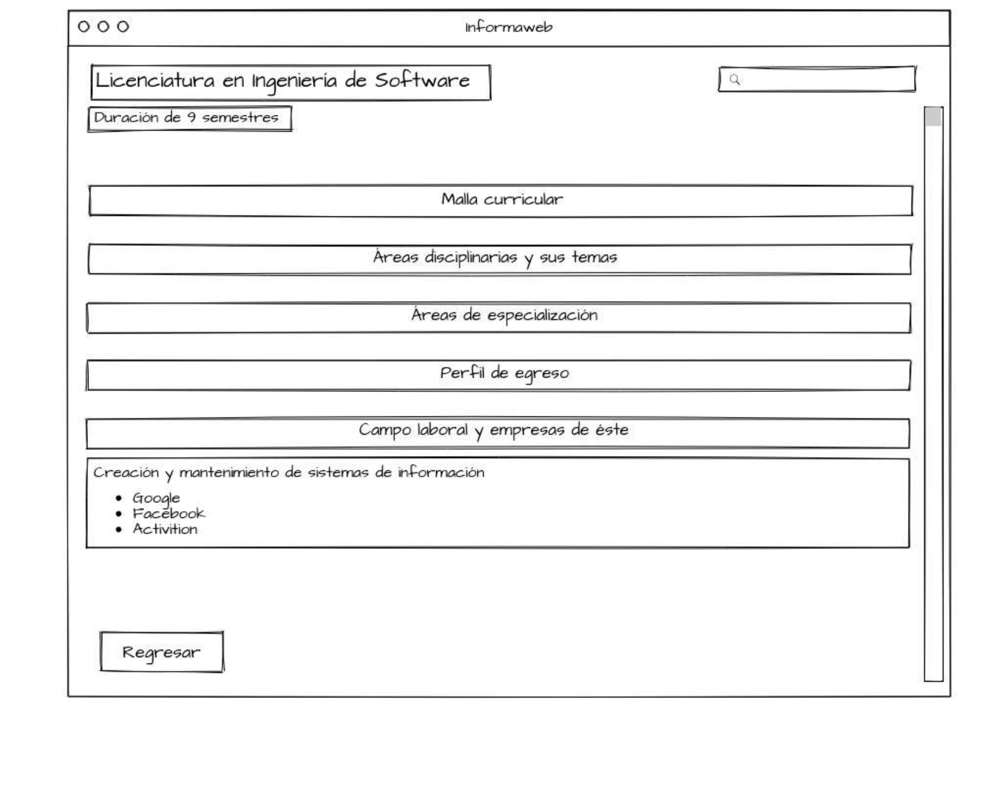 Informaweb
Licenciatura en Ingeniería de Software
Duración de 9 semestres
Malla curricular
Áreas disciplinarias y sus temas
Áreas de especialización
Perfil de egreso
Campo laboral y empresas de éste
Creación y mantenimiento de sistemas de información
• Google
• Facebook
• Activition
Regresar